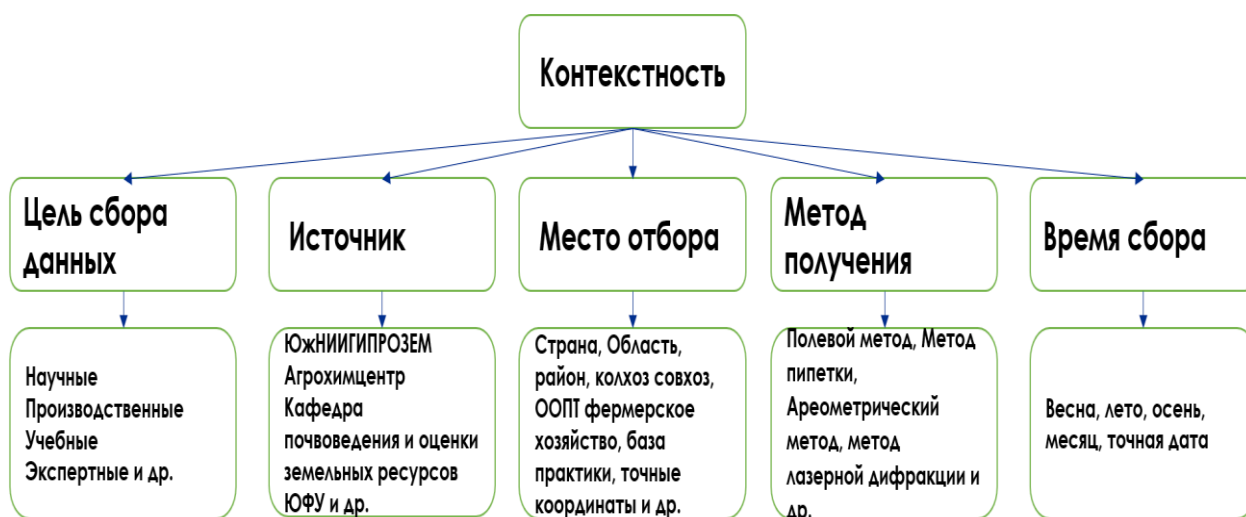 Контекстность
Цель сбора
данных
Источник
Место отбора
Метод
получения
Время сбора
Научные
Производственные
Учебные
Экспертные и др.
ЮжНИИГИПРОЗЕМ
Агрохимцентр
Кафедра
почвоведения и оценки
земельных ресурсов
ЮФУ и др.
Страна, Область,
район, колхоз совхоз,
ООПТ фермерское
хозяйство, база
практики, точные
координаты и др.
Полевой метод, Метод
пипетки,
Ареометрический
метод, метод
лазерной дифракции и
др.
Весна, лето, осень,
месяц, точная дата